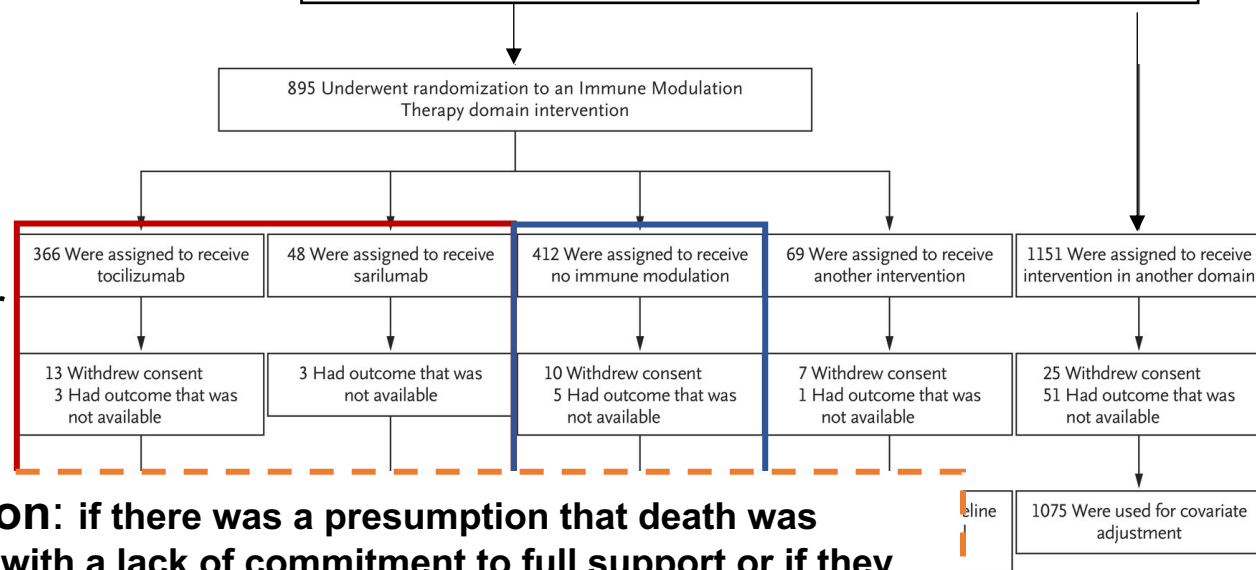 895 Underwent randomization to an Immune Modulation
Therapy domain intervention
366 Were assigned to receive
tocilizumab
48 Were assigned to receive
sarilumab
412 Were assigned to receive
no immune modulation
69 Were assigned to receive
another intervention
1151 Were assigned to receive
intervention in another domain
13 Withdrew consent
3 Had outcome that was
not available
3 Had outcome that was
not available
10 Withdrew consent
5 Had outcome that was
not available
7 Withdrew consent
1 Had outcome that was
not available
25 Withdrew consent
51 Had outcome that was
not available
on: if there was a presumption that death was
with a lack of commitment to full support or if they
eline
1075 Were used for covariate
adjustment